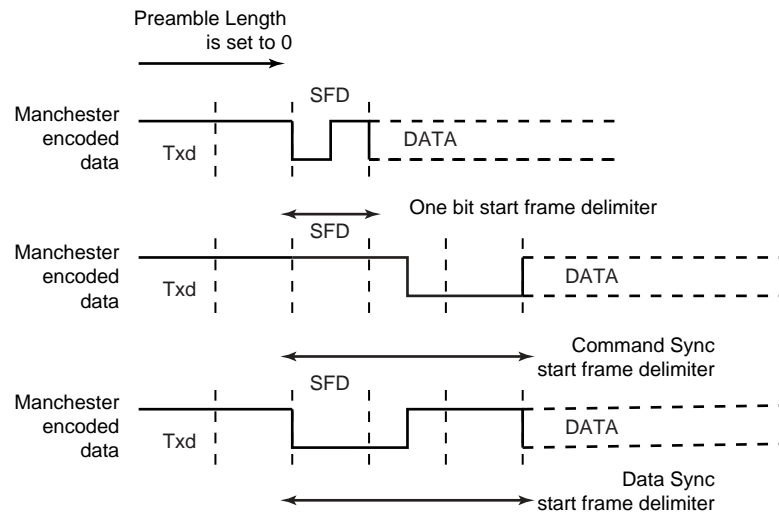 Preamble Length
is set to 0
SFD
Manchester
encoded
data
Txd
DATA
One bit start frame delimiter
SFD
Manchester
encoded
data
Txd
DATA
Command Sync
start frame delimiter
SFD
Manchester
encoded
data
Txd
DATA
Data Sync
start frame delimiter